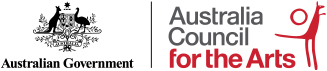 Australian Government
Australia
Council
for the Arts